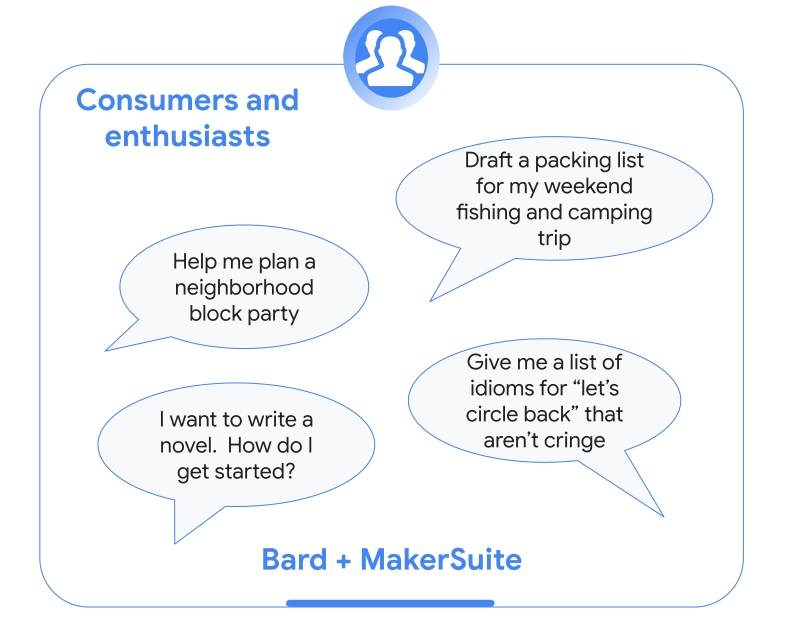 Consumers and
enthusiasts
Draft a packing list
for my weekend
fishing and camping
trip
Help me plan a
neighborhood
block party
Give me a list of
idioms for “let’s
circle back” that
aren’t cringe
I want to write a
novel.  How do I
get started?
Bard + MakerSuite